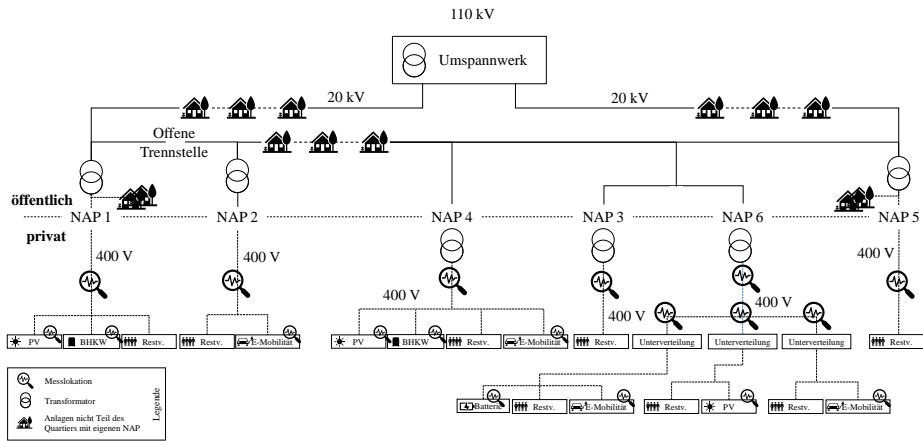 110 kV
Umspannwerk
20 kV
20 kV
Offene
Trennstelle
öffentlich
NAP 1
NAP 2
NAP 4
NAP 3
NAP 6
NAP 5
privat
400 V
400 V
400 V
400 V
400 V
400 V
PV
BHKW
Restv.
Restv.
E-Mobilität
PV
BHKW
Restv.
E-Mobilität
Restv.
Unterverteilung
Unterverteilung
Unterverteilung
Restv.
Batterie
Restv.
E-Mobilität
Restv.
PV
Restv.
E-Mobilität
Messlokation
Transformator
Anlagen nicht Teil des
Quartiers mit eigenen NAP
Legende